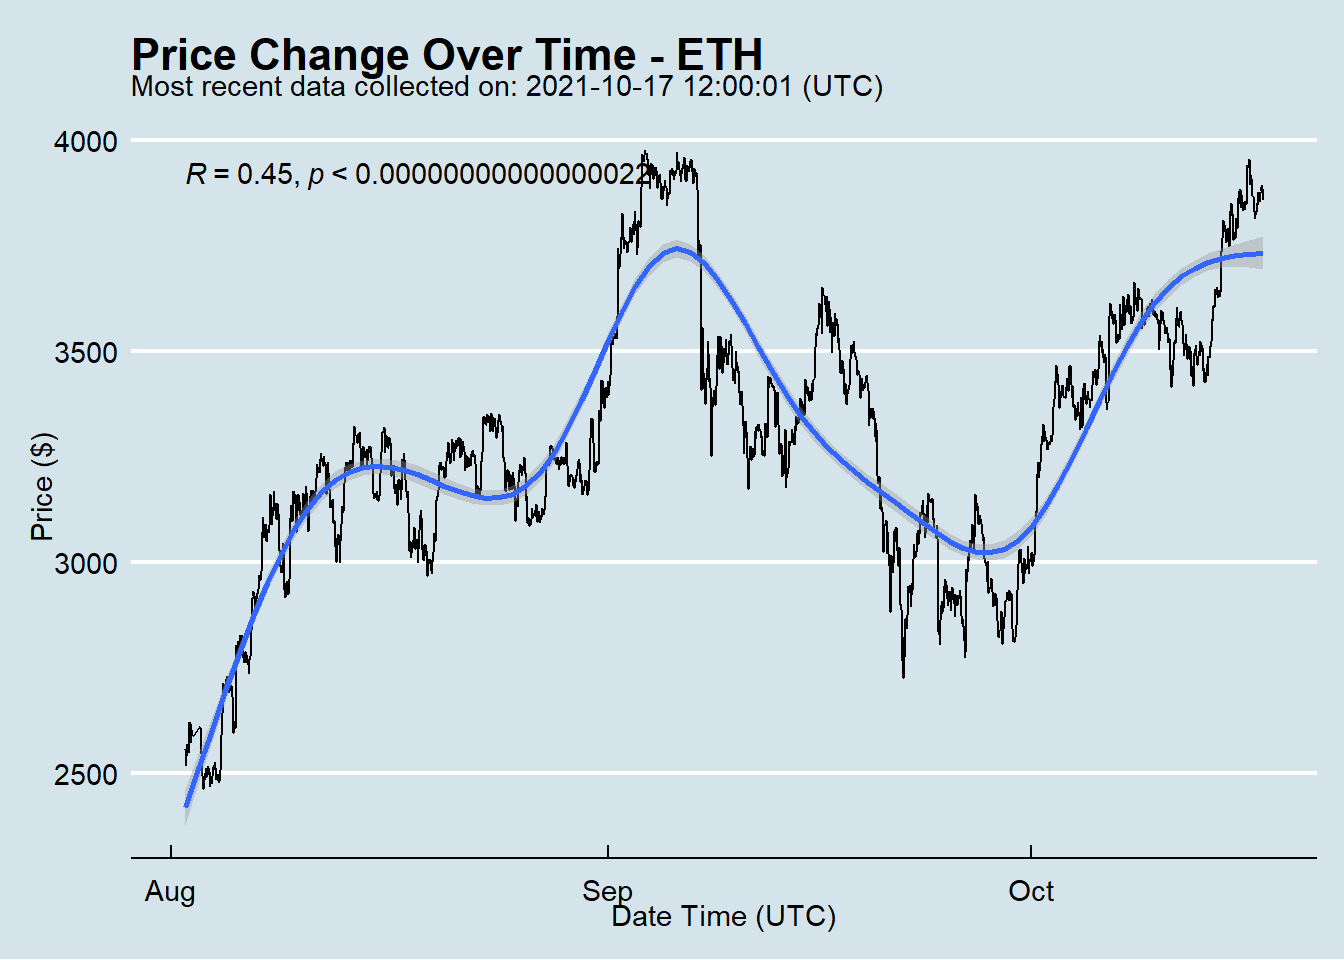 Price Change Over Time - ETH
Most recent data collected on: 2021-10-17 12:00:01 (UTC)
R = 0.45, p < 0.00000000000000022
4000
3500
3000
2500
Price ($)
Aug Sep Oct
Date Time (UTC)